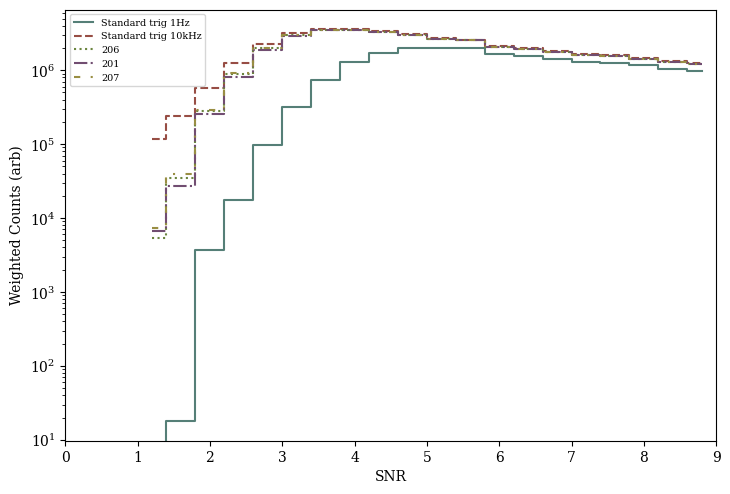 Standard trig 1Hz
Standard trig 10kHz
206
201
207
Weighted Counts (arb)
10⁶
10⁵
10⁴
10³
10²
10¹
0 1 2 3 4 5 6 7 8 9
SNR